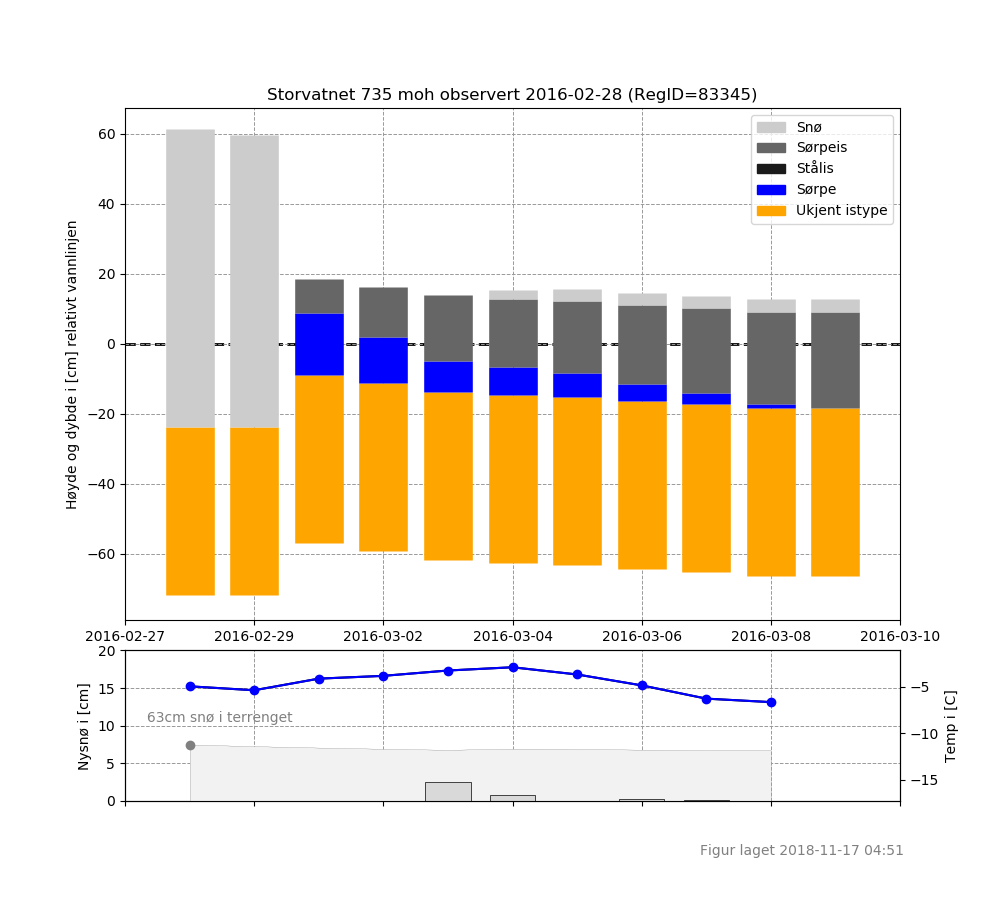 Storvatnet 735 moh observert 2016-02-28 (RegID=83345)
Høyde og dybde i [cm] relativt vannlinjen
60
40
20
0
−20
−40
−60
Snø
Sørpeis
Stålis
Sørpe
Ukjent istype
2016-02-27 2016-02-29 2016-03-02 2016-03-04 2016-03-06 2016-03-08 2016-03-10
Nysnø i [cm]
20
15
10
5
0
63cm snø i terrenget
−5
−10
−15
Temp i [C]
Figur laget 2018-11-17 04:51